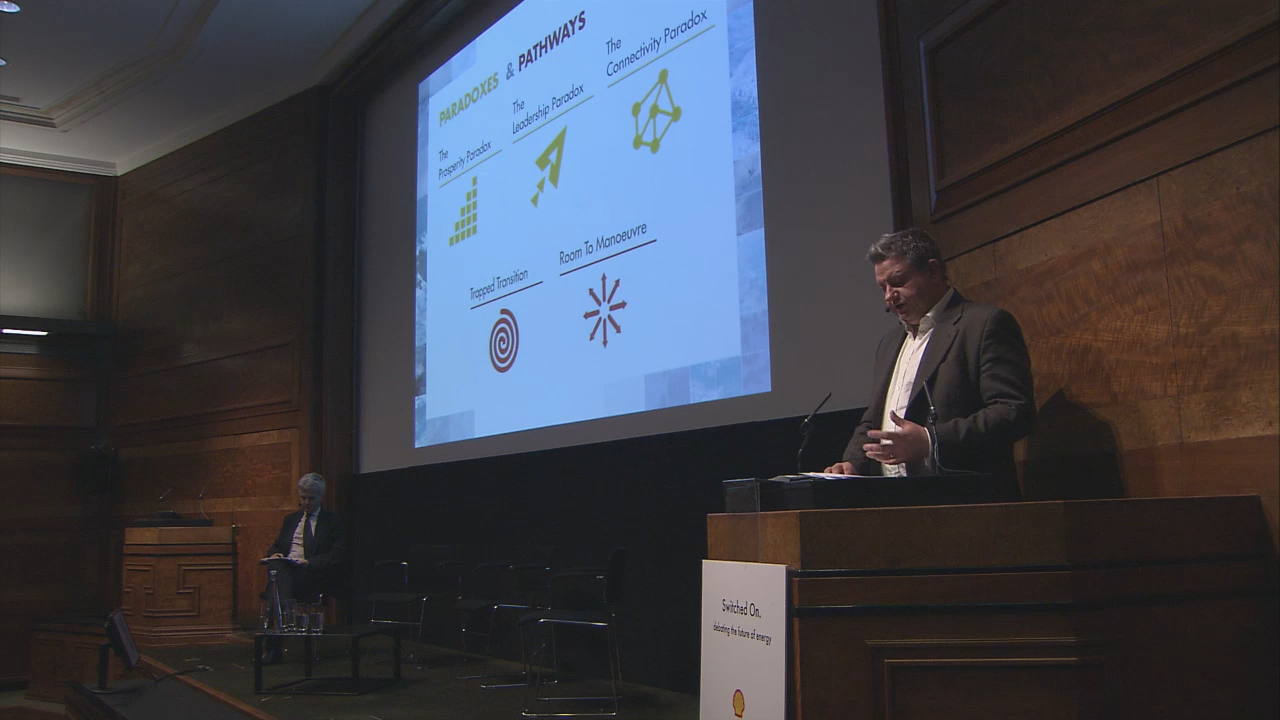 PARADOXES & PATHWAYS
The
Prosperity Paradox
The
Leadership Paradox
The
Connectivity Paradox
Trapped Transition
Room To Manoeuvre
Switched On.
debating the future of energy